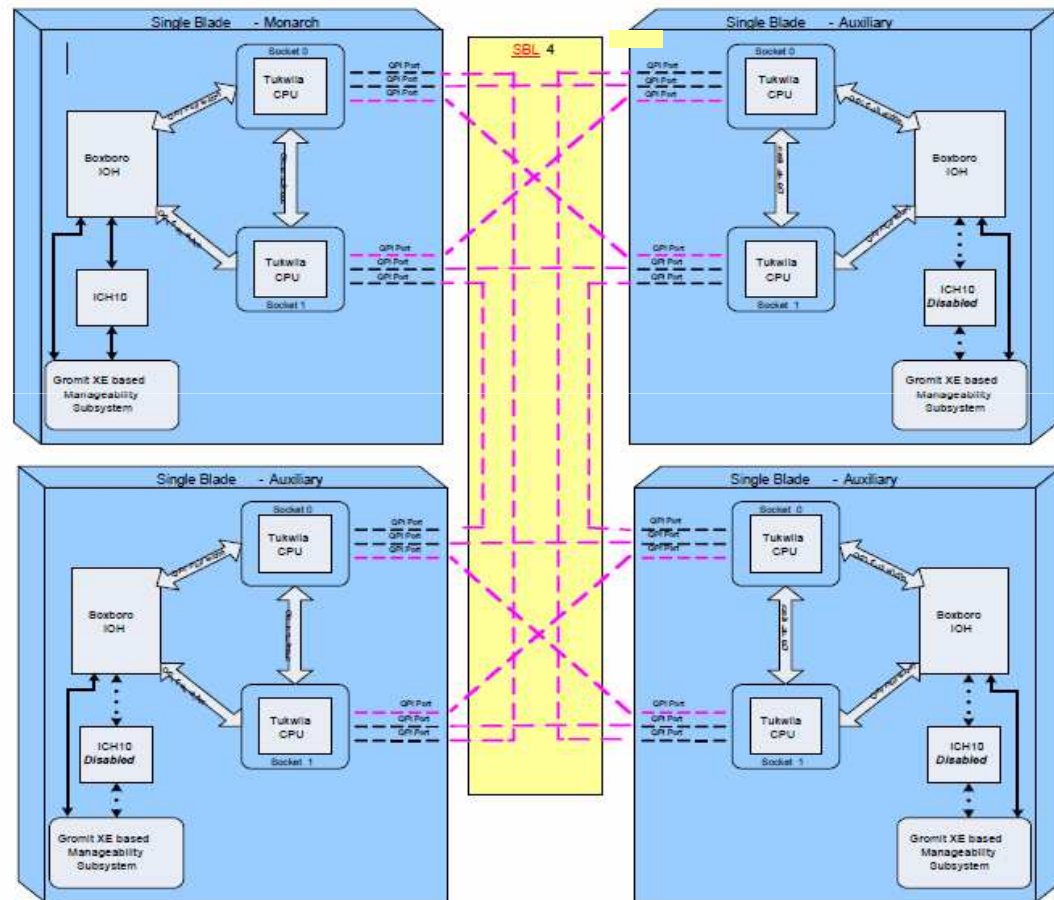 Single Blade - Monarch
Socket 0
Tukwila
CPU
QPI Port
QPI Port
QPI Port
Boxboro
IOH
Tukwila
CPU
Socket 1
QPI Port
QPI Port
QPI Port
ICH10
Gromit XE based
Manageability
Subsystem
SBL 4
Single Blade - Auxiliary
Socket 0
QPI Port
QPI Port
QPI Port
Tukwila
CPU
Boxboro
IOH
QPI Port
QPI Port
QPI Port
Tukwila
CPU
Socket 1
ICH10
Disabled
Gromit XE based
Manageability
Subsystem
Single Blade - Auxiliary
Socket 0
Tukwila
CPU
QPI Port
QPI Port
QPI Port
Boxboro
IOH
Tukwila
CPU
Socket 1
QPI Port
QPI Port
QPI Port
ICH10
Disabled
Gromit XE based
Manageability
Subsystem
Single Blade - Auxiliary
Socket 0
QPI Port
QPI Port
QPI Port
Tukwila
CPU
Boxboro
IOH
QPI Port
QPI Port
QPI Port
Tukwila
CPU
Socket 1
ICH10
Disabled
Gromit XE based
Manageability
Subsystem